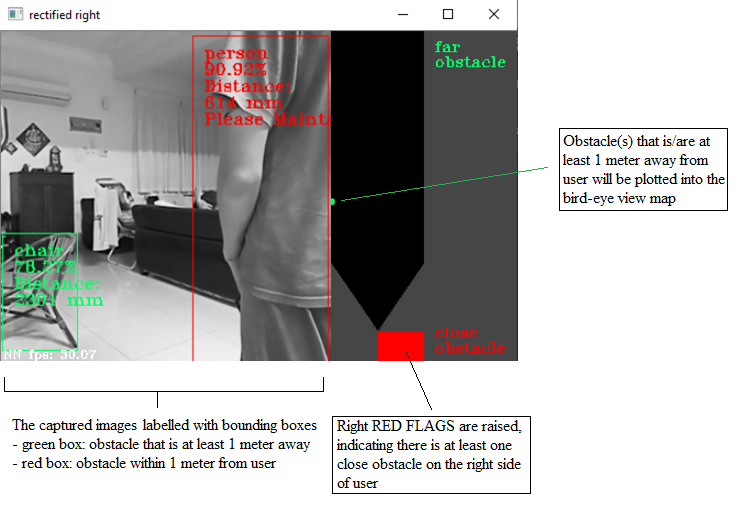 rectified right
person
90.92%
Distance:
614 mm
Please Maint
far
obstacle
chair
78.27%
Distance:
2301 mm
NN fps: 30.07
close
obstacle
Obstacle(s) that is/are at
least 1 meter away from
user will be plotted into the
bird-eye view map
The captured images labelled with bounding boxes
- green box: obstacle that is at least 1 meter away
- red box: obstacle within 1 meter from user
Right RED FLAGS are raised,
indicating there is at least one
close obstacle on the right side
of user